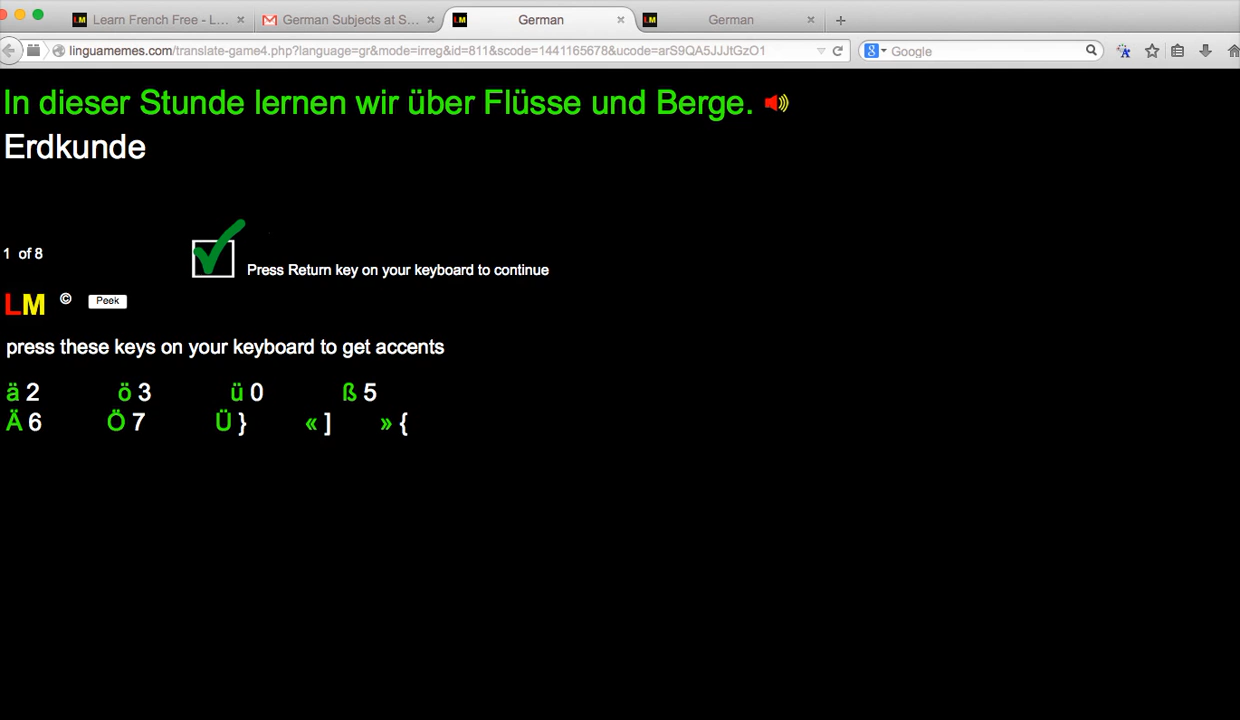 Learn French Free - L...
German Subjects at S...
German
German
linguamemes.com/translate-game4.php?language=gr&mode=irreg&id=811&scode=1441165678&ucode=arS9QA5JJJtGzO1
Google
In dieser Stunde lernen wir über Flüsse und Berge.
Erdkunde
1 of 8
Press Return key on your keyboard to continue
LM © Peek
press these keys on your keyboard to get accents
ä 2 ö 3 ü 0 ß 5
Ä 6 Ö 7 Ü } « ] » {